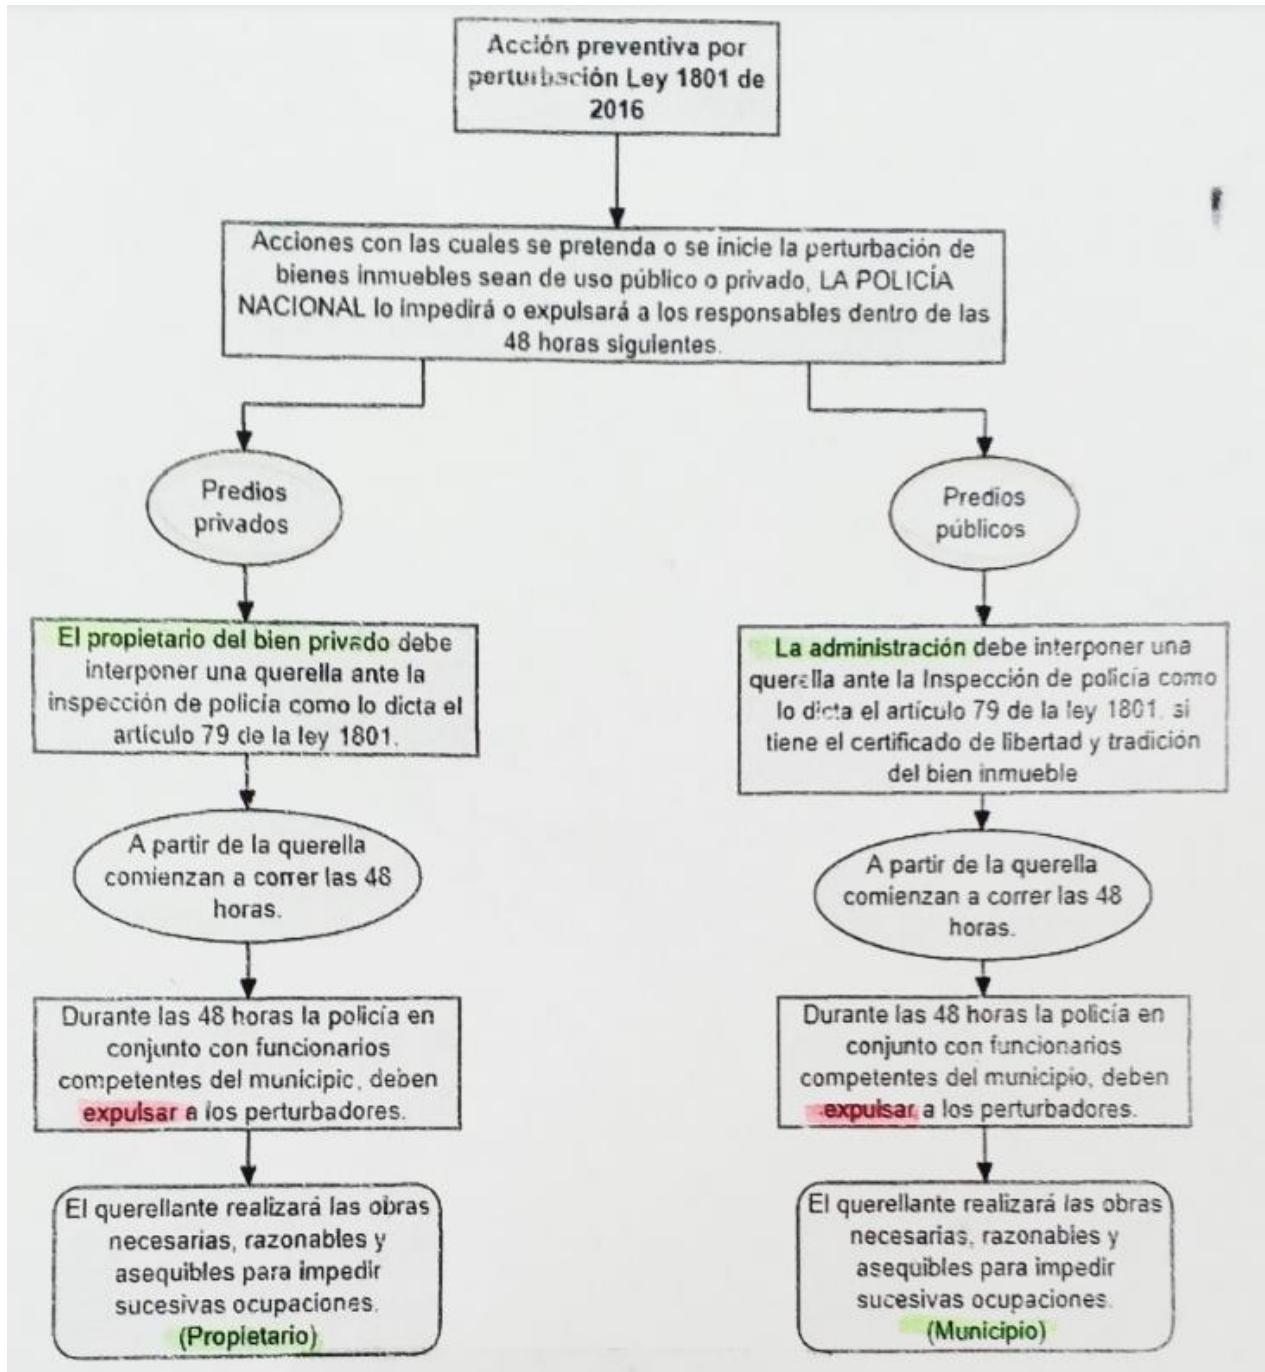 Acción preventiva por
perturbación Ley 1801 de
2016
Acciones con las cuales se pretenda o se inicie la perturbación de
bienes inmuebles sean de uso público o privado, LA POLICÍA
NACIONAL lo impedirá o expulsará a los responsables dentro de las
48 horas siguientes.
Predios
privados
El propietario del bien privado debe
interponer una querella ante la
inspección de policía como lo dicta el
artículo 79 de la ley 1801.
A partir de la querella
comienzan a correr las 48
horas.
Durante las 48 horas la policía en
conjunto con funcionarios
competentes del municipio, deben
expulsar a los perturbadores.
El querellante realizará las obras
necesarias, razonables y
asequibles para impedir
sucesivas ocupaciones.
(Propietario)
Predios
públicos
La administración debe interponer una
querella ante la Inspección de policía como
lo dicta el artículo 79 de la ley 1801, si
tiene el certificado de libertad y tradición
del bien inmueble
A partir de la querella
comienzan a correr las 48
horas.
Durante las 48 horas la policía en
conjunto con funcionarios
competentes del municipio, deben
expulsar a los perturbadores.
El querellante realizará las obras
necesarias, razonables y
asequibles para impedir
sucesivas ocupaciones.
(Municipio)